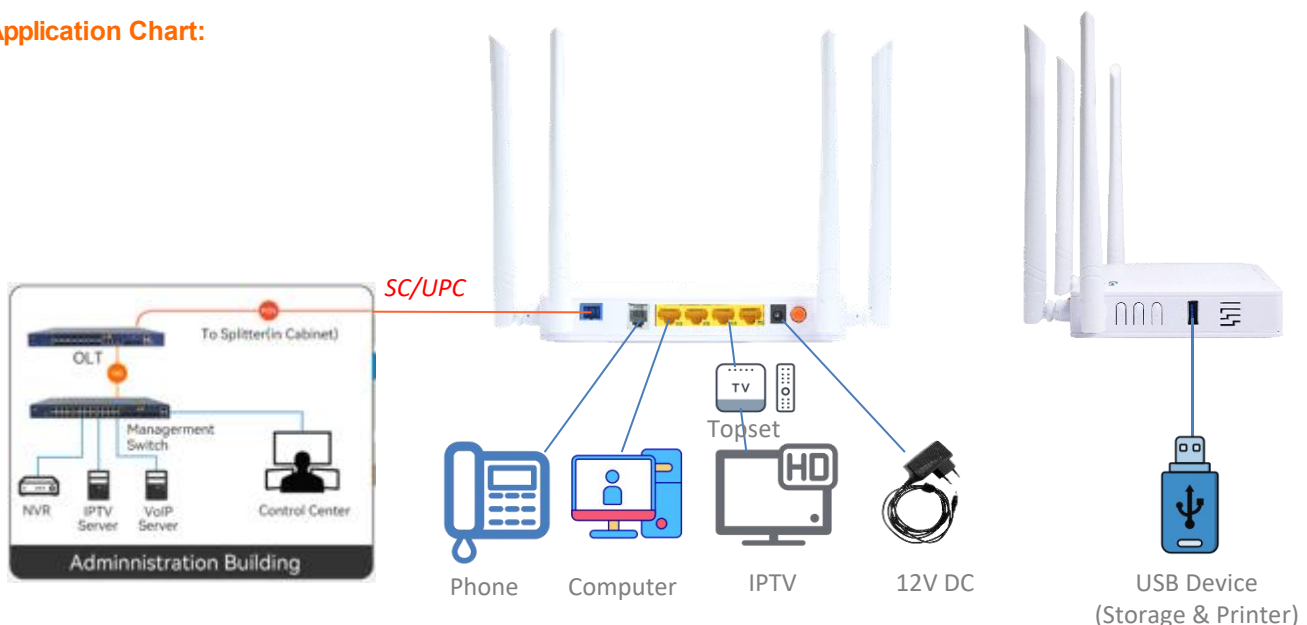 Application Chart:
SC/UPC
PON
To Splitter(in Cabinet)
OLT
Managerment
Switch
NVR
IPTV
Server
VoIP
Server
Control Center
Adminnistration Building
TV
Topset
HD
Phone
Computer
IPTV
12V DC
USB Device
(Storage & Printer)